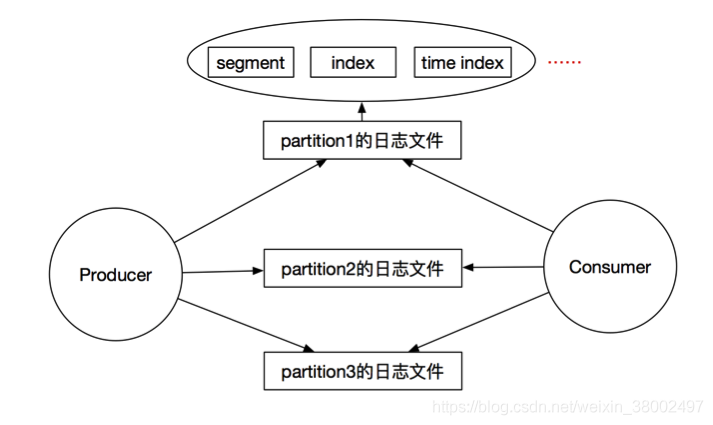 segment
index
time index
······
partition1的日志文件
Producer
partition2的日志文件
Consumer
partition3的日志文件
https://blog.csdn.net/weixin_38002497